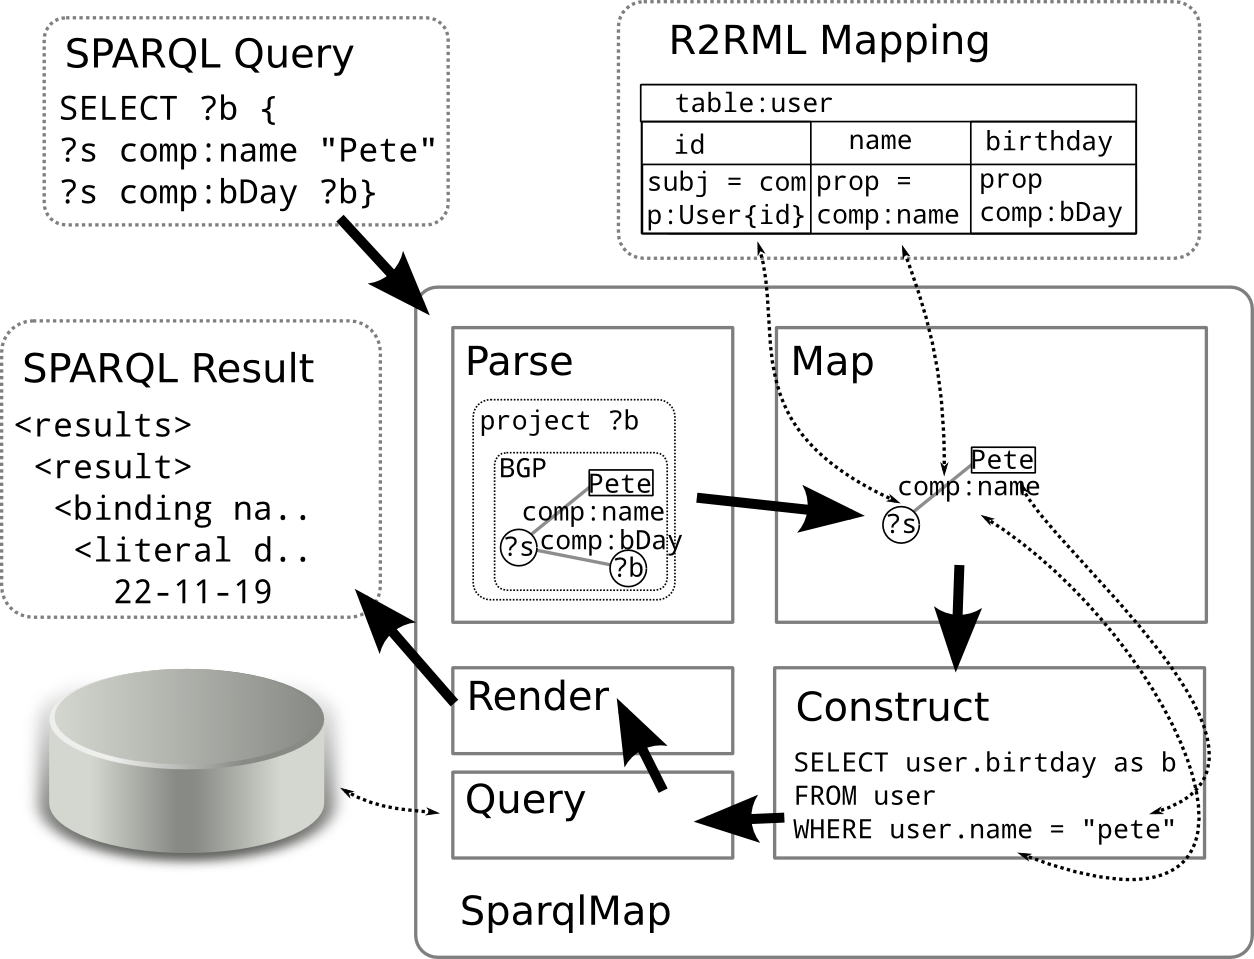 SPARQL Query
SELECT ?b {
?s comp:name "Pete"
?s comp:bDay ?b}
R2RML Mapping
table:user
id
name
birthday
subj = com
p:User{id}
prop =
comp:name
prop
comp:bDay
SPARQL Result
<results>
<result>
<binding na..
<literal d..
22-11-19
Parse
project ?b
BGP
Pete
comp:name
?s
comp:bDay
?b
Map
Pete
comp:name
?s
Render
Query
Construct
SELECT user.birtday as b
FROM user
WHERE user.name = "pete"
SparqlMap